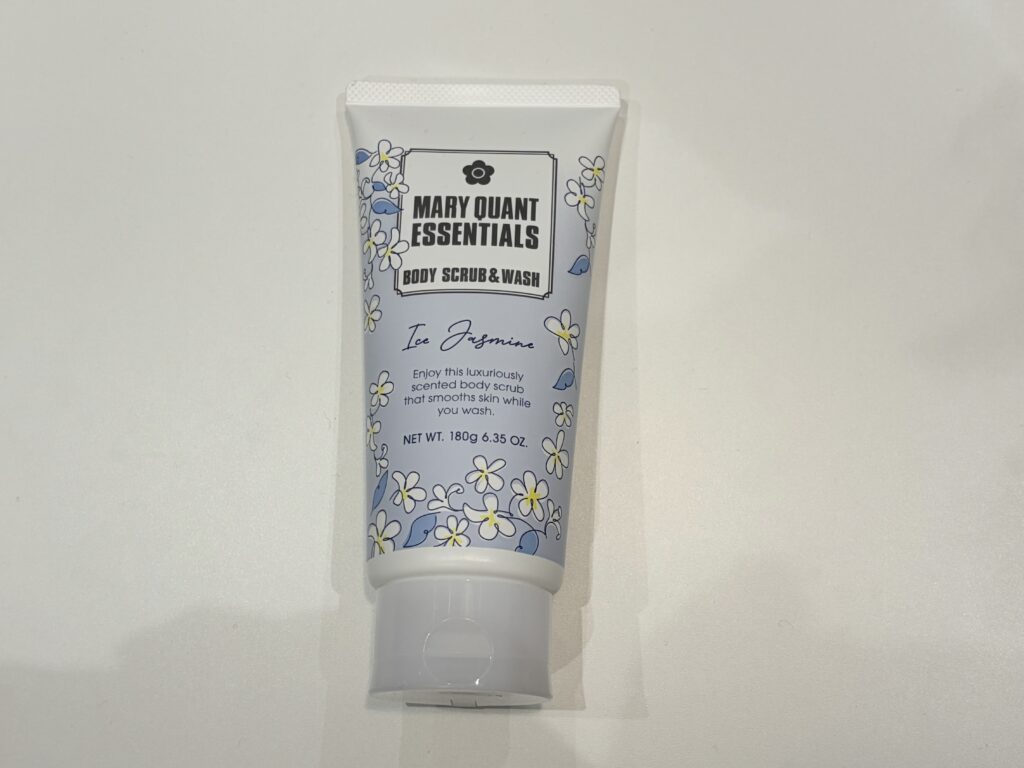 MARY QUANT
ESSENTIALS
BODY SCRUB & WASH
Ice Jasmine
Enjoy this luxuriously
scented body scrub
that smooths skin while
you wash.
NET WT. 180g 6.35 OZ.